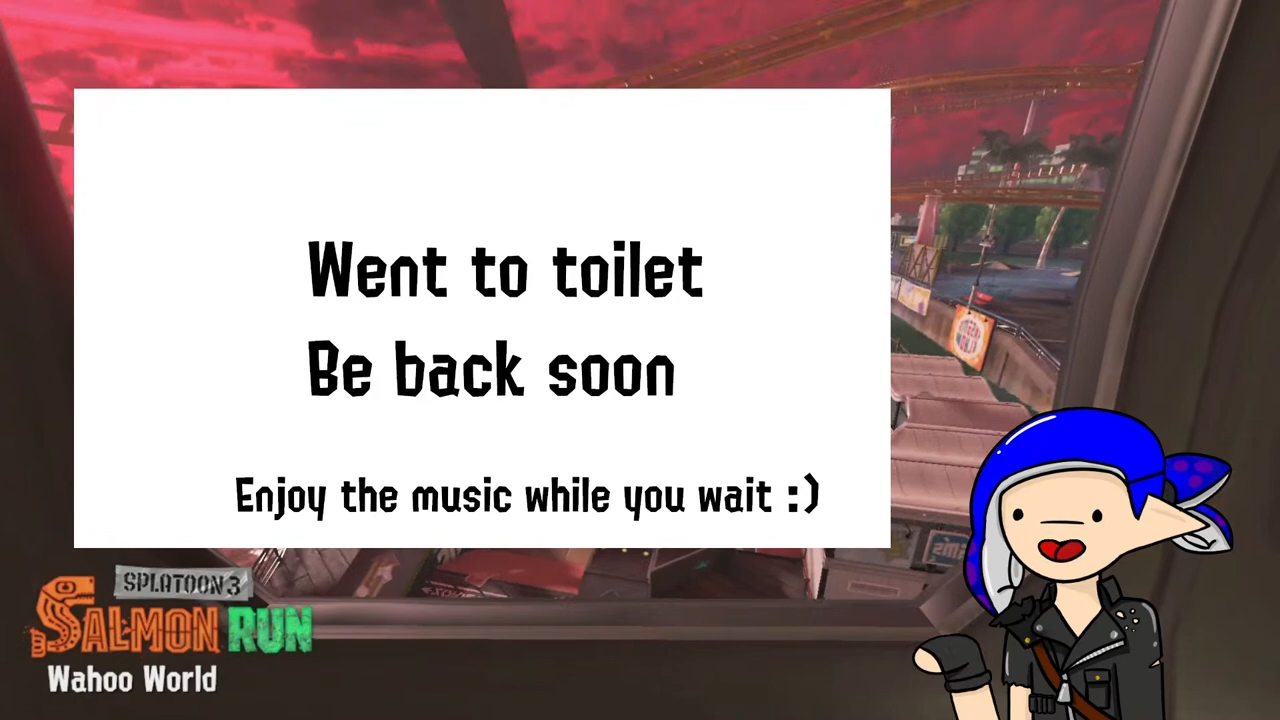 Went to toilet
Be back soon
Enjoy the music while you wait :)
SPLATOON 3
SALMON RUN
Wahoo World